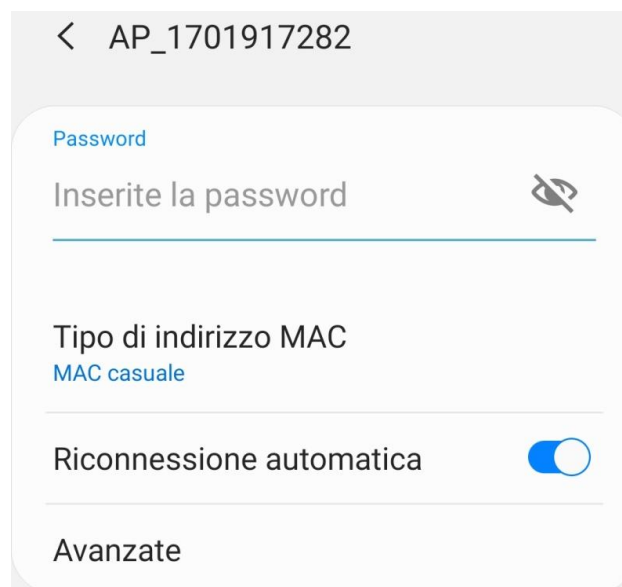 AP_1701917282
Password
Inserite la password
Tipo di indirizzo MAC
MAC casuale
Riconnessione automatica
Avanzate